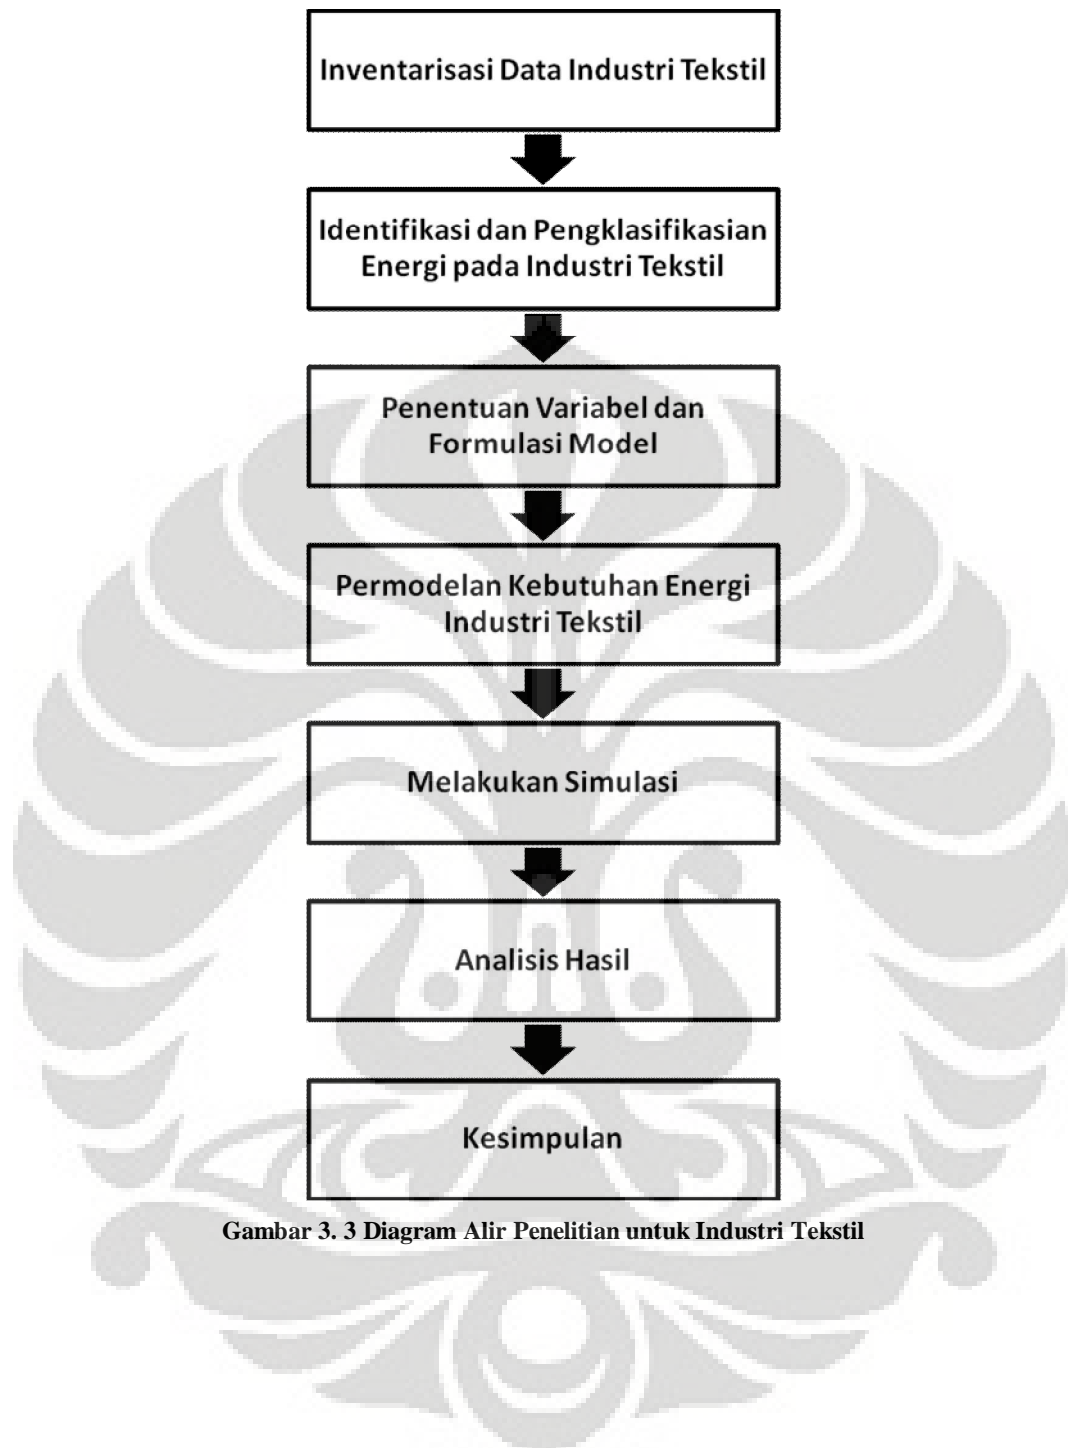 Inventarisasi Data Industri Tekstil
Identifikasi dan Pengklasifikasian
Energi pada Industri Tekstil
Penentuan Variabel dan
Formulasi Model
Permodelan Kebutuhan Energi
Industri Tekstil
Melakukan Simulasi
Analisis Hasil
Kesimpulan
Gambar 3. 3 Diagram Alir Penelitian untuk Industri Tekstil